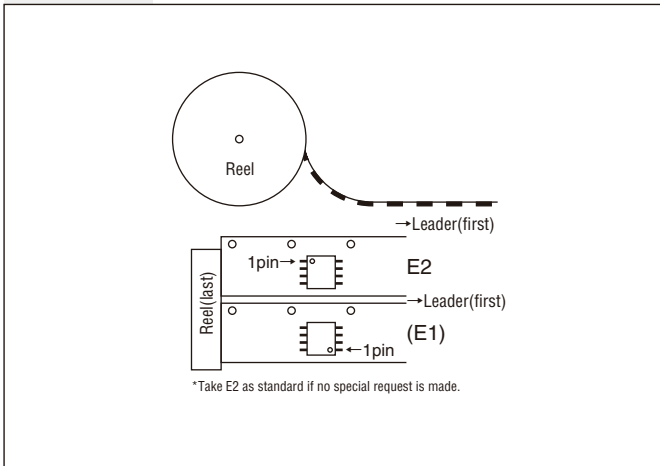 Reel
→Leader(first)
1pin→
E2
Reel(last)
→Leader(first)
(E1)
←1pin
*Take E2 as standard if no special request is made.